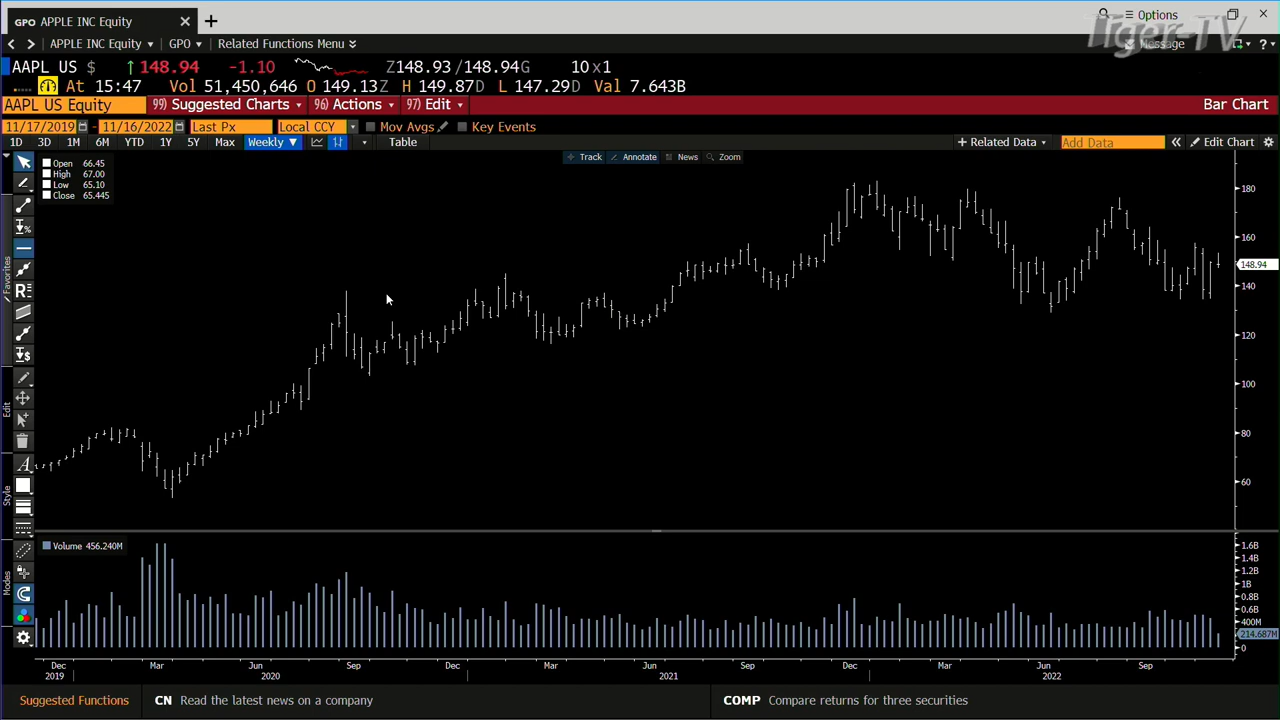 GPO APPLE INC Equity
Options
APPLE INC Equity GPO Related Functions Menu Message ?
Tiger-TV
AAPL US $ 148.94 -1.10 Z148.93 /148.94G 10x1
At 15:47 Vol 51,450,646 O 149.13Z H 149.87D L 147.29D Val 7.643B
AAPL US Equity 99) Suggested Charts 96) Actions 97) Edit Bar Chart
11/17/2019 - 11/16/2022 Last Px Local CCY Mov Avgs Key Events
1D 3D 1M 6M YTD 1Y 5Y Max Weekly Table + Related Data Add Data Edit Chart
Track Annotate News Zoom
Open 66.45
High 67.00
Low 65.10
Close 65.445
180
160
148.94
140
120
100
80
60
Favorites
Edit
Style
Modes
Volume 456.240M
1.6B
1.4B
1.2B
1B
0.8B
0.6B
400M
214.687M
0
Dec Mar Jun Sep Dec Mar Jun Sep Dec Mar Jun Sep
2019 2020 2021 2022
Suggested Functions CN Read the latest news on a company COMP Compare returns for three securities